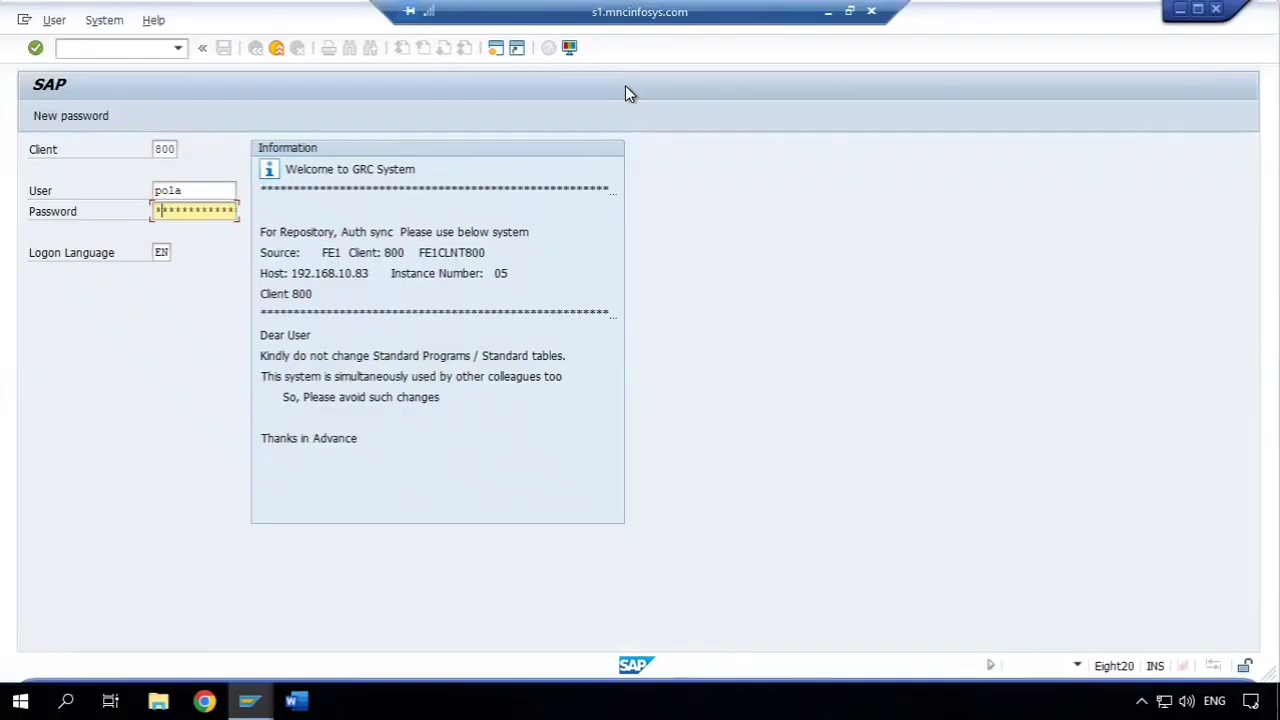 s1.mncinfosys.com
User System Help
SAP
New password
Client 800
User pola
Password ************
Logon Language EN
Information
Welcome to GRC System
*****************************************************...
For Repository, Auth sync Please use below system
Source: FE1 Client: 800 FE1CLNT800
Host: 192.168.10.83 Instance Number: 05
Client 800
*****************************************************...
Dear User
Kindly do not change Standard Programs / Standard tables.
This system is simultaneously used by other colleagues too
So, Please avoid such changes
Thanks in Advance
SAP
Eight20 INS
ENG